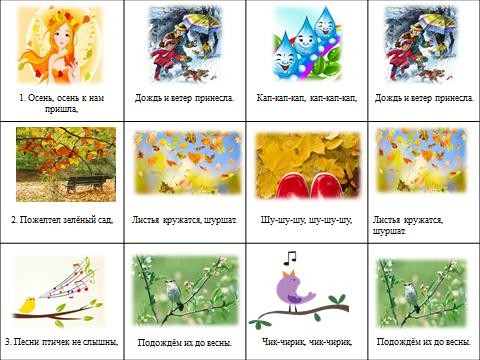 1. Осень, осень к нам
пришла,
Дождь и ветер принесла.
Кап-кап-кап, кап-кап-кап,
Дождь и ветер принесла.
2. Пожелтел зелёный сад,
Листья кружатся, шуршат.
Шу-шу-шу, шу-шу-шу,
Листья кружатся,
шуршат.
3. Песни птичек не слышны,
Подождём их до весны.
Чик-чирик, чик-чирик,
Подождём их до весны.